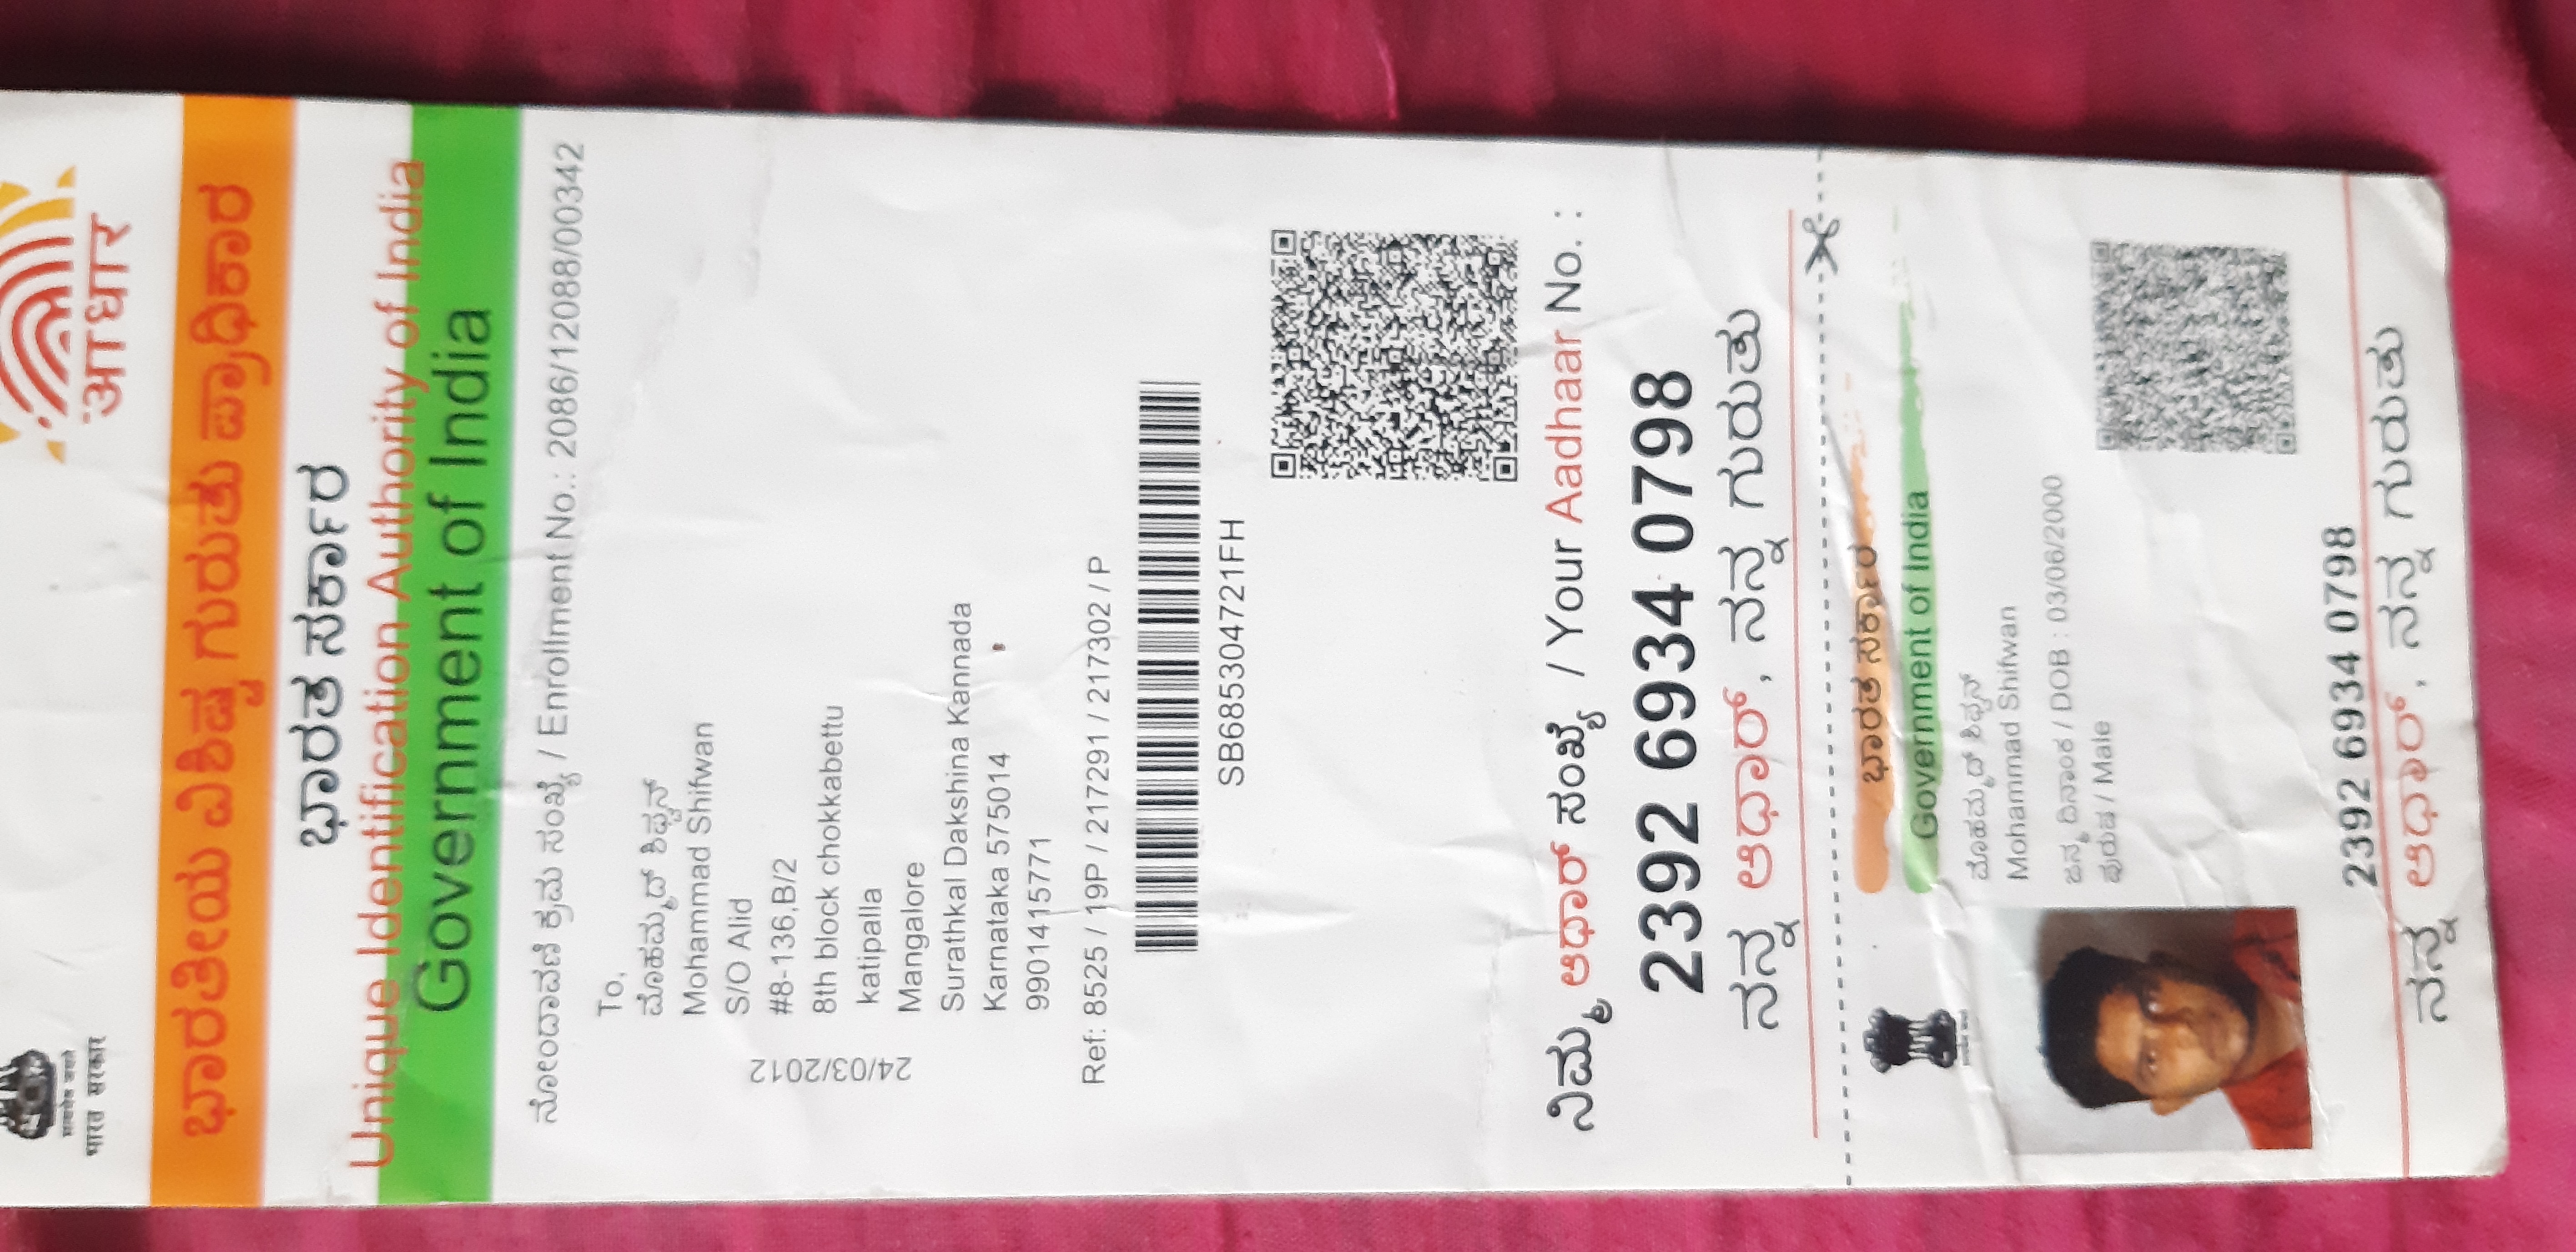 सत्यमेव जयते
भारत सरकार
आधार
ಭಾರತೀಯ ವಿಶಿಷ್ಟ ಗುರುತು ಪ್ರಾಧಿಕಾರ
ಭಾರತ ಸರ್ಕಾರ
Unique Identification Authority of India
Government of India
ನೋಂದಾವಣಿ ಕ್ರಮ ಸಂಖ್ಯೆ / Enrollment No.: 2086/12088/00342
24/03/2012
To,
ಮೊಹಮ್ಮದ್ ಶಿಫ್ವನ್
Mohammad Shifwan
S/O Alid
#8-136,B/2
8th block chokkabettu
katipalla
Mangalore
Surathkal Dakshina Kannada
Karnataka 575014
9901415771
Ref: 8525 / 19P / 217291 / 217302 / P
SB685304721FH
ನಿಮ್ಮ ಆಧಾರ್ ಸಂಖ್ಯೆ / Your Aadhaar No. :
2392 6934 0798
ನನ್ನ ಆಧಾರ್, ನನ್ನ ಗುರುತು
ಭಾರತ ಸರ್ಕಾರ
Government of India
ಮೊಹಮ್ಮದ್ ಶಿಫ್ವನ್
Mohammad Shifwan
ಜನ್ಮ ದಿನಾಂಕ / DOB : 03/06/2000
ಪುರುಷ / Male
2392 6934 0798
ನನ್ನ ಆಧಾರ್, ನನ್ನ ಗುರುತು